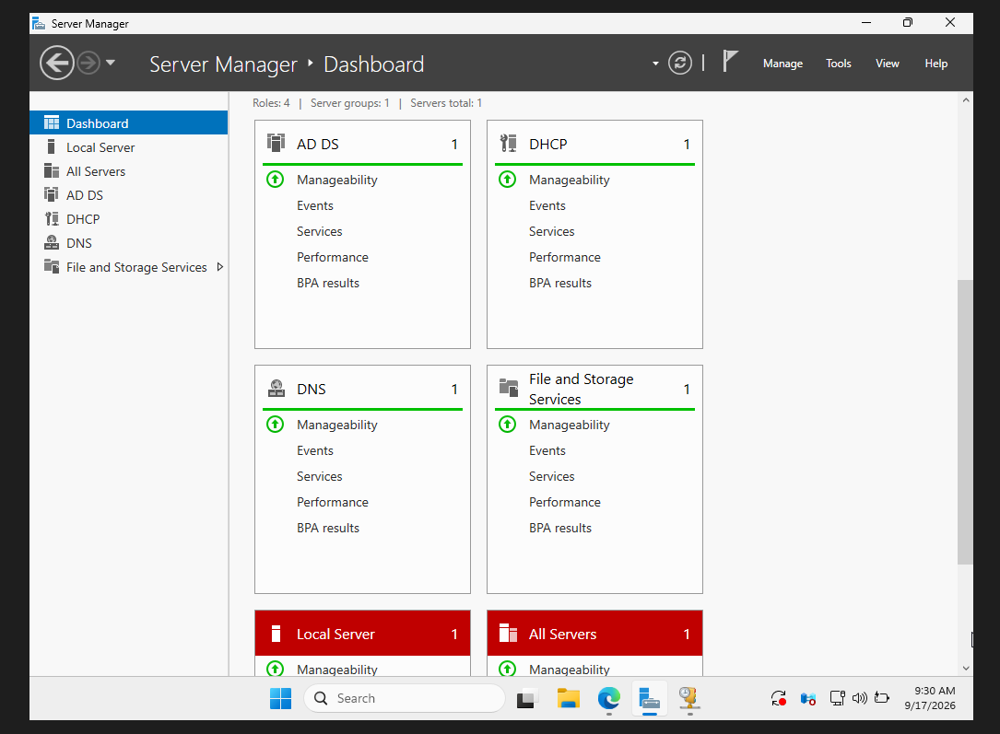 Server Manager
Server Manager ‣ Dashboard
Manage Tools View Help
Dashboard
Local Server
All Servers
AD DS
DHCP
DNS
File and Storage Services
Roles: 4 | Server groups: 1 | Servers total: 1
AD DS 1
Manageability
Events
Services
Performance
BPA results
DHCP 1
Manageability
Events
Services
Performance
BPA results
DNS 1
Manageability
Events
Services
Performance
BPA results
File and Storage
Services 1
Manageability
Events
Services
Performance
BPA results
Local Server 1
Manageability
All Servers 1
Manageability
Search
9:30 AM
9/17/2026